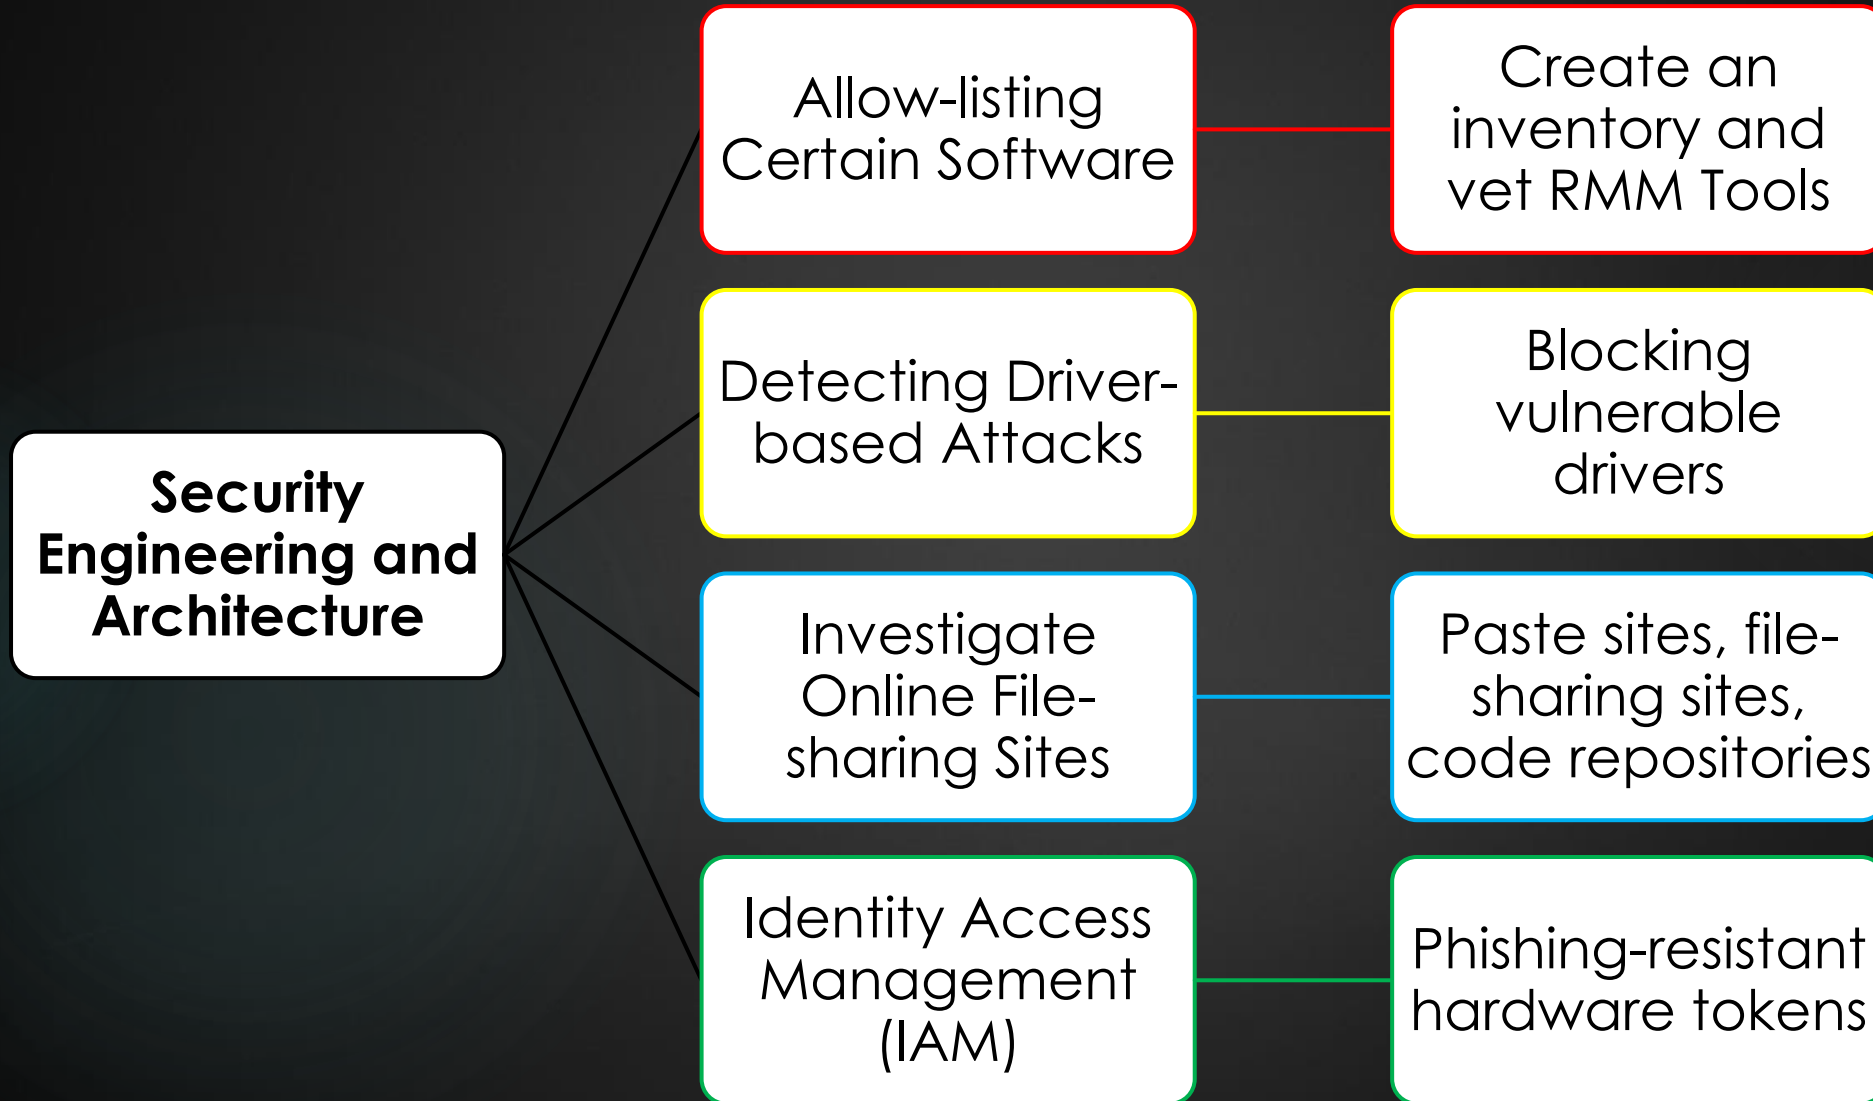 Security
Engineering and
Architecture
Allow-listing
Certain Software
Create an
inventory and
vet RMM Tools
Detecting Driver-
based Attacks
Blocking
vulnerable
drivers
Investigate
Online File-
sharing Sites
Paste sites, file-
sharing sites,
code repositories
Identity Access
Management
(IAM)
Phishing-resistant
hardware tokens